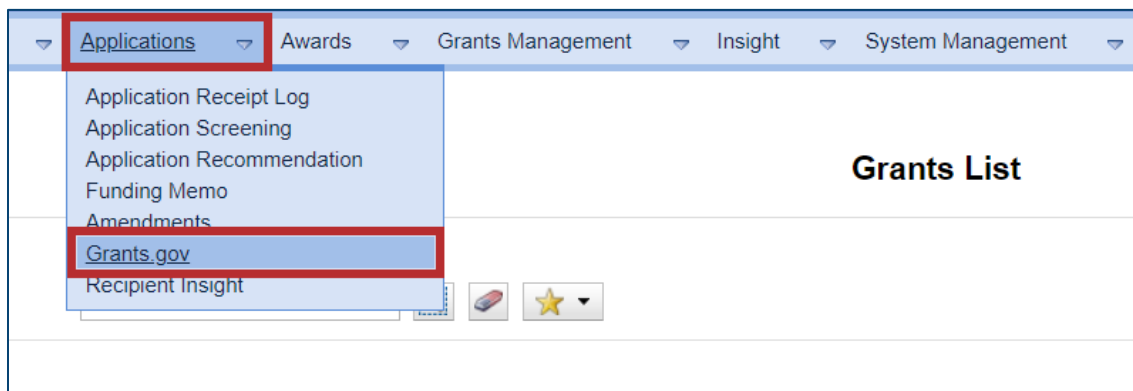 Applications Awards Grants Management Insight System Management
Application Receipt Log
Application Screening
Application Recommendation
Grants List
Funding Memo
Amendments
Grants.gov
Recipient Insight